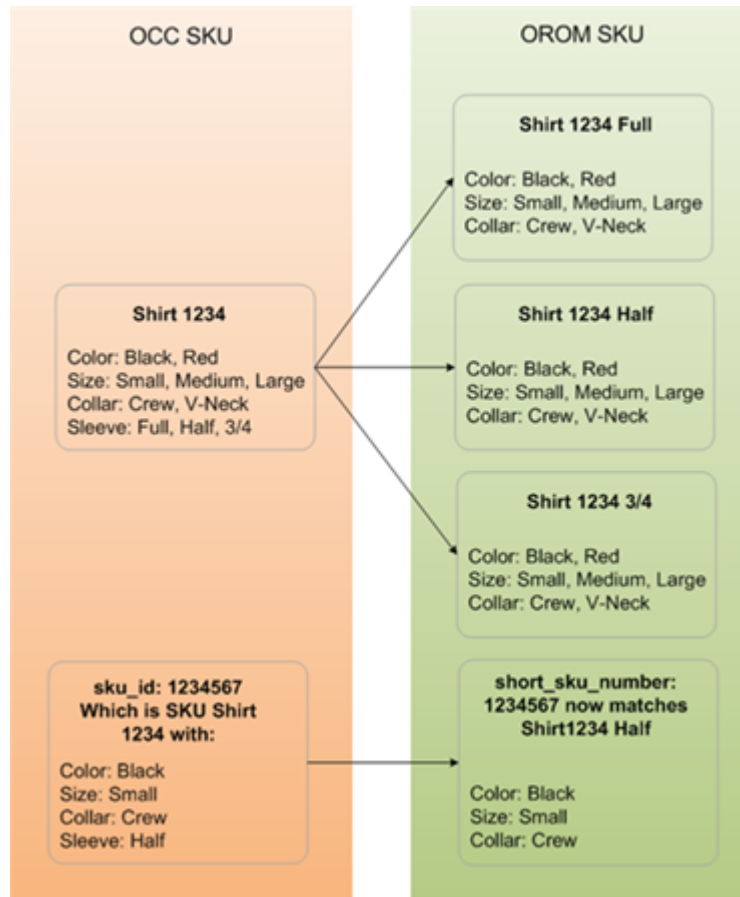 OCC SKU
Shirt 1234
Color: Black, Red
Size: Small, Medium, Large
Collar: Crew, V-Neck
Sleeve: Full, Half, 3/4
sku_id: 1234567
Which is SKU Shirt
1234 with:
Color: Black
Size: Small
Collar: Crew
Sleeve: Half
OROM SKU
Shirt 1234 Full
Color: Black, Red
Size: Small, Medium, Large
Collar: Crew, V-Neck
Shirt 1234 Half
Color: Black, Red
Size: Small, Medium, Large
Collar: Crew, V-Neck
Shirt 1234 3/4
Color: Black, Red
Size: Small, Medium, Large
Collar: Crew, V-Neck
short_sku_number:
1234567 now matches
Shirt1234 Half
Color: Black
Size: Small
Collar: Crew